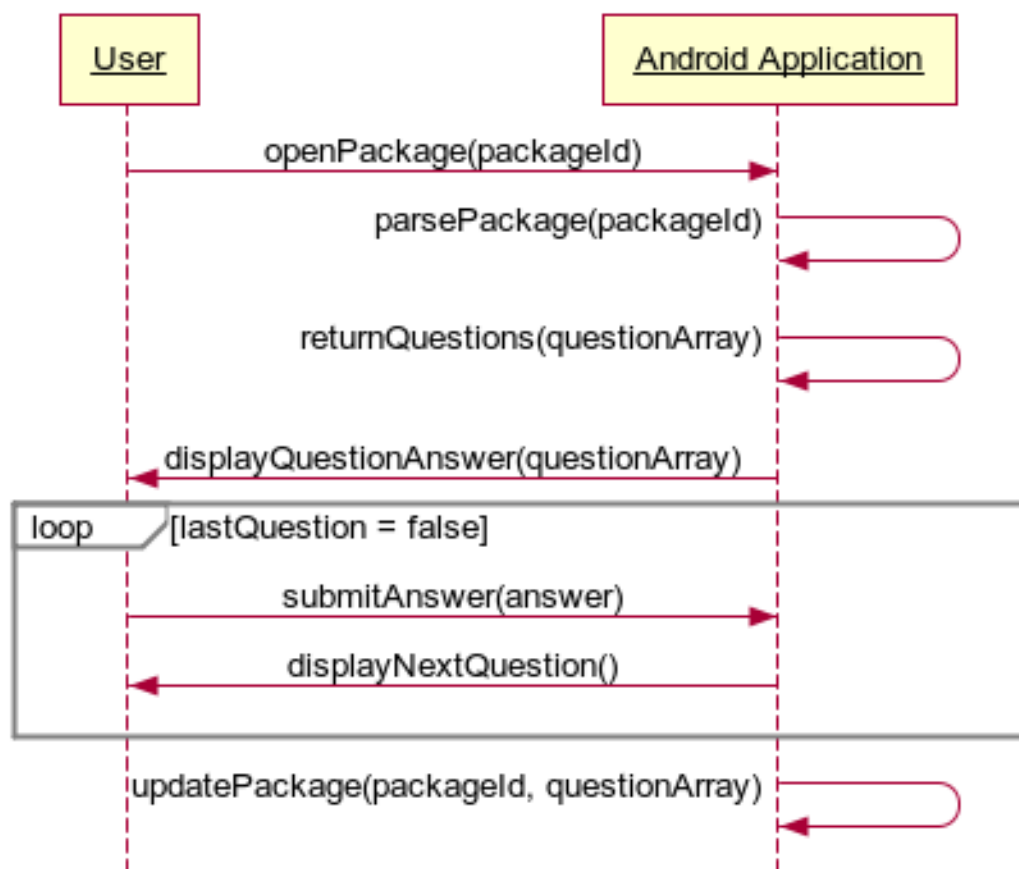 User
Android Application
openPackage(packageId)
parsePackage(packageId)
returnQuestions(questionArray)
displayQuestionAnswer(questionArray)
loop [lastQuestion = false]
submitAnswer(answer)
displayNextQuestion()
updatePackage(packageId, questionArray)